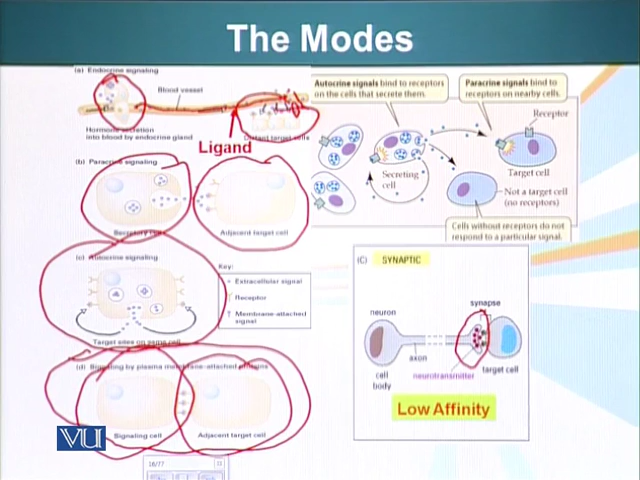 The Modes
(a) Endocrine signaling
Blood vessel
Hormone secretion
into blood by endocrine gland
Distant target cells
Ligand
(b) Paracrine signaling
Secretory cell
Adjacent target cell
(c) Autocrine signaling
Key:
Extracellular signal
Receptor
Membrane-attached
signal
Target sites on same cell
(d) Signaling by plasma membrane-attached proteins
Signaling cell
Adjacent target cell
Autocrine signals bind to receptors
on the cells that secrete them.
Paracrine signals bind to
receptors on nearby cells.
Receptor
Secreting
cell
Target cell
Not a target cell
(no receptors)
Cells without receptors do not
respond to a particular signal.
(C) SYNAPTIC
synapse
neuron
axon
cell
body
neurotransmitter
target cell
Low Affinity
VU
16/77